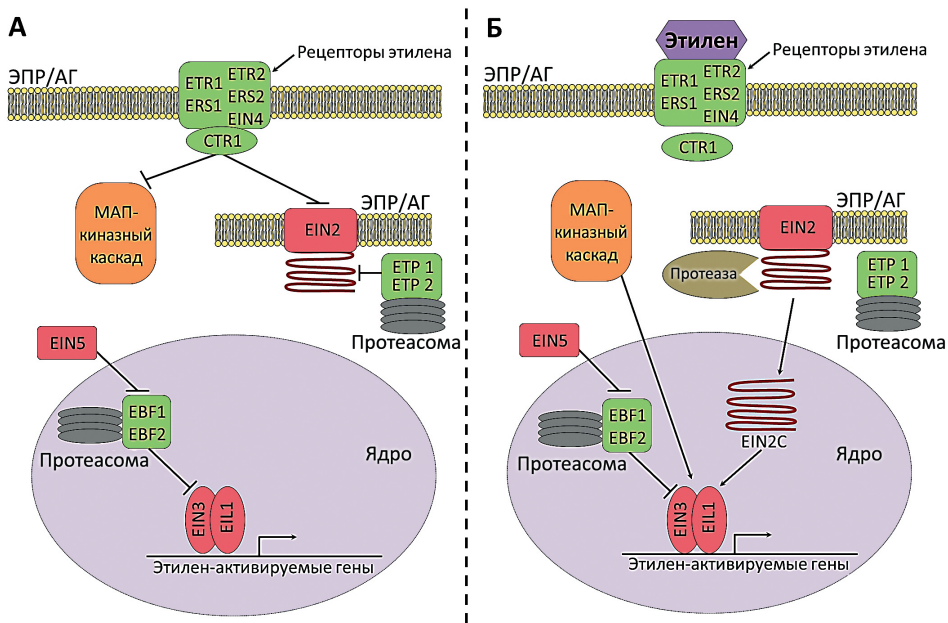 А
Рецепторы этилена
ЭПР/АГ
ETR1
ETR2
ERS1
ERS2
EIN4
CTR1
МАП-
киназный
каскад
ЭПР/АГ
EIN2
ETP 1
ETP 2
Протеасома
EIN5
EBF1
EBF2
Протеасома
Ядро
EIN3
EIL1
Этилен-активируемые гены
Б
Этилен
Рецепторы этилена
ЭПР/АГ
ETR1
ETR2
ERS1
ERS2
EIN4
CTR1
МАП-
киназный
каскад
ЭПР/АГ
EIN2
Протеаза
ETP 1
ETP 2
Протеасома
EIN5
EBF1
EBF2
Протеасома
EIN2C
Ядро
EIN3
EIL1
Этилен-активируемые гены